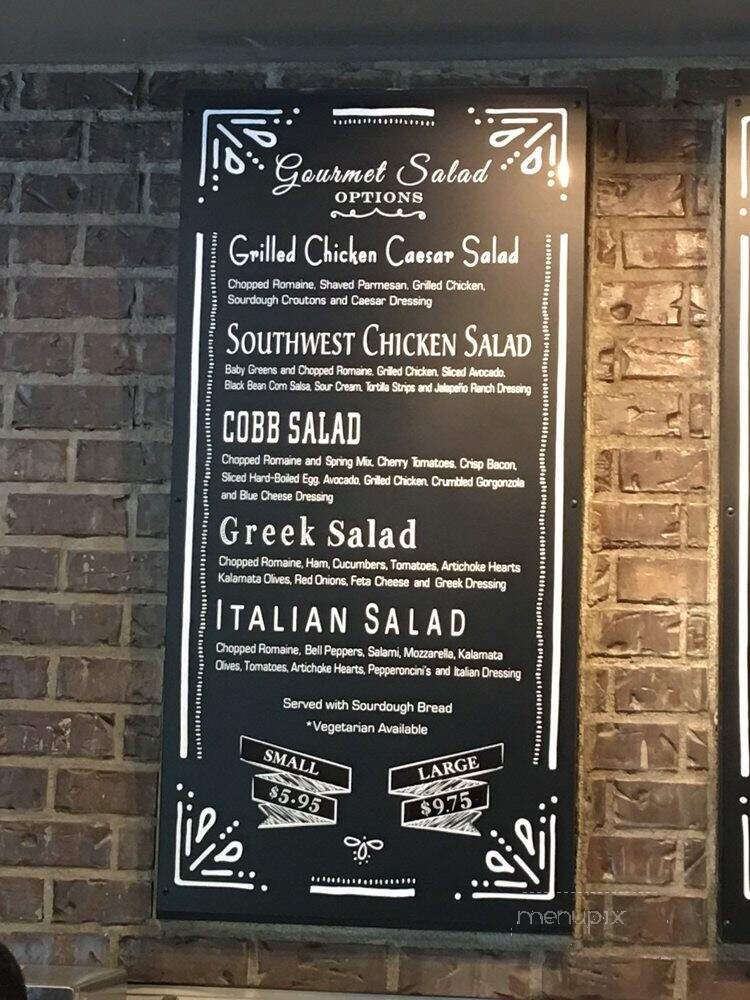 Gourmet Salad
OPTIONS
Grilled Chicken Caesar Salad
Chopped Romaine, Shaved Parmesan, Grilled Chicken,
Sourdough Croutons and Caesar Dressing
SOUTHWEST CHICKEN SALAD
Baby Greens and Chopped Romaine, Grilled Chicken, Sliced Avocado,
Black Bean Corn Salsa, Sour Cream, Tortilla Strips and Jalapeño Ranch Dressing
COBB SALAD
Chopped Romaine and Spring Mix, Cherry Tomatoes, Crisp Bacon,
Sliced Hard-Boiled Egg, Avocado, Grilled Chicken, Crumbled Gorgonzola
and Blue Cheese Dressing
Greek Salad
Chopped Romaine, Ham, Cucumbers, Tomatoes, Artichoke Hearts
Kalamata Olives, Red Onions, Feta Cheese and Greek Dressing
ITALIAN SALAD
Chopped Romaine, Bell Peppers, Salami, Mozzarella, Kalamata
Olives, Tomatoes, Artichoke Hearts, Pepperoncini's and Italian Dressing
Served with Sourdough Bread
*Vegetarian Available
SMALL
$5.95
LARGE
$9.75
menupix